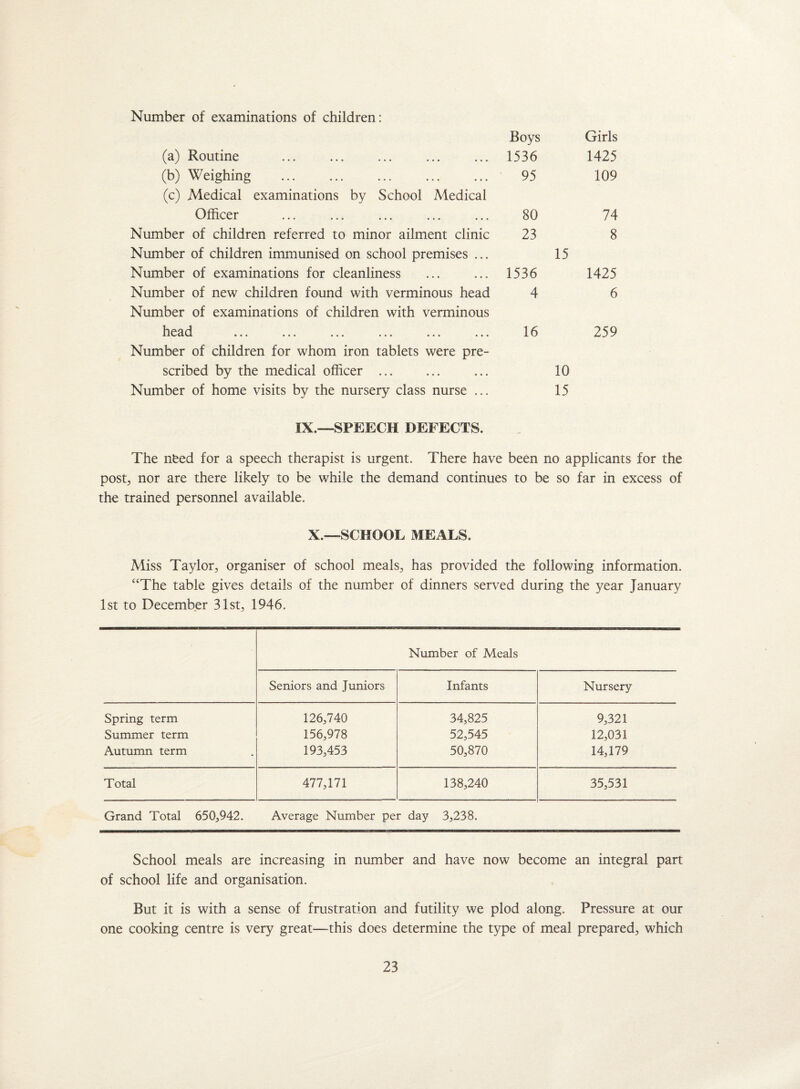 Number of examinations of children:
Boys Girls
(a) Routine ... ... ... ... ... 1536 1425
(b) Weighing ... ... ... ... ... 95 109
(c) Medical examinations by School Medical
Officer ... ... ... ... ... 80 74
Number of children referred to minor ailment clinic 23 8
Number of children immunised on school premises ... 15
Number of examinations for cleanliness ... ... 1536 1425
Number of new children found with verminous head 4 6
Number of examinations of children with verminous
head ... ... ... ... ... ... 16 259
Number of children for whom iron tablets were pre-
scribed by the medical officer ... ... ... 10
Number of home visits by the nursery class nurse ... 15
IX.—SPEECH DEFECTS.
The need for a speech therapist is urgent. There have been no applicants for the
post, nor are there likely to be while the demand continues to be so far in excess of
the trained personnel available.
X.—SCHOOL MEALS.
Miss Taylor, organiser of school meals, has provided the following information.
“The table gives details of the number of dinners served during the year January
1st to December 31st, 1946.
Number of Meals
Seniors and Juniors Infants Nursery
Spring term 126,740 34,825 9,321
Summer term 156,978 52,545 12,031
Autumn term . 193,453 50,870 14,179
Total 477,171 138,240 35,531
Grand Total 650,942. Average Number per day 3,238.
School meals are increasing in number and have now become an integral part
of school life and organisation.
But it is with a sense of frustration and futility we plod along. Pressure at our
one cooking centre is very great—this does determine the type of meal prepared, which
23